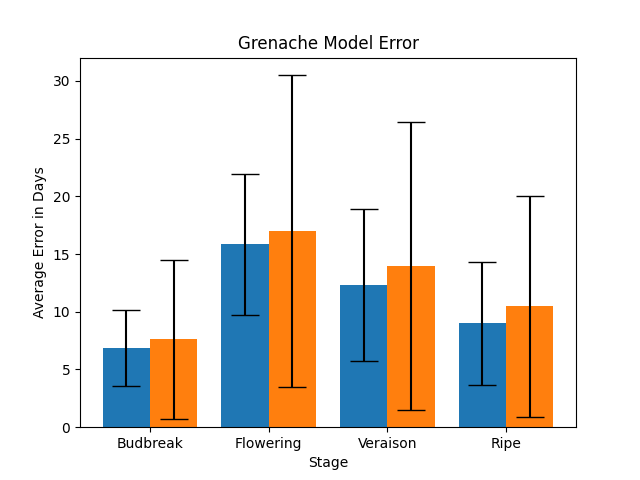 Grenache Model Error
Average Error in Days
30
25
20
15
10
5
0
Budbreak Flowering Veraison Ripe
Stage